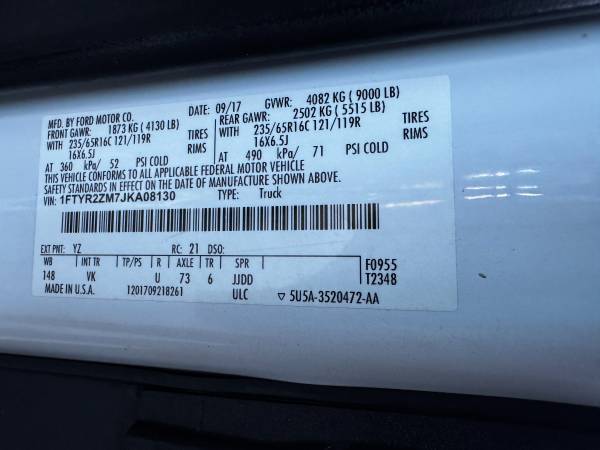 MFD. BY FORD MOTOR CO. DATE: 09/17 GVWR: 4082 KG ( 9000 LB)
FRONT GAWR: 1873 KG ( 4130 LB) REAR GAWR: 2502 KG ( 5515 LB)
WITH 235/65R16C 121/119R TIRES WITH 235/65R16C 121/119R TIRES
16X6.5J RIMS 16X6.5J RIMS
AT 360 kPa/ 52 PSI COLD AT 490 kPa/ 71 PSI COLD
THIS VEHICLE CONFORMS TO ALL APPLICABLE FEDERAL MOTOR VEHICLE
SAFETY STANDARDS IN EFFECT ON THE DATE OF MANUFACTURE SHOWN ABOVE.
VIN: 1FTYR2ZM7JKA08130 TYPE: Truck
EXT PNT: YZ RC: 21 DSO: F0955
WB INT TR TP/PS R AXLE TR SPR T2348
148 VK U 73 6 JJDD
MADE IN U.S.A. 1201709218261 ULC ▽ 5U5A-3520472-AA